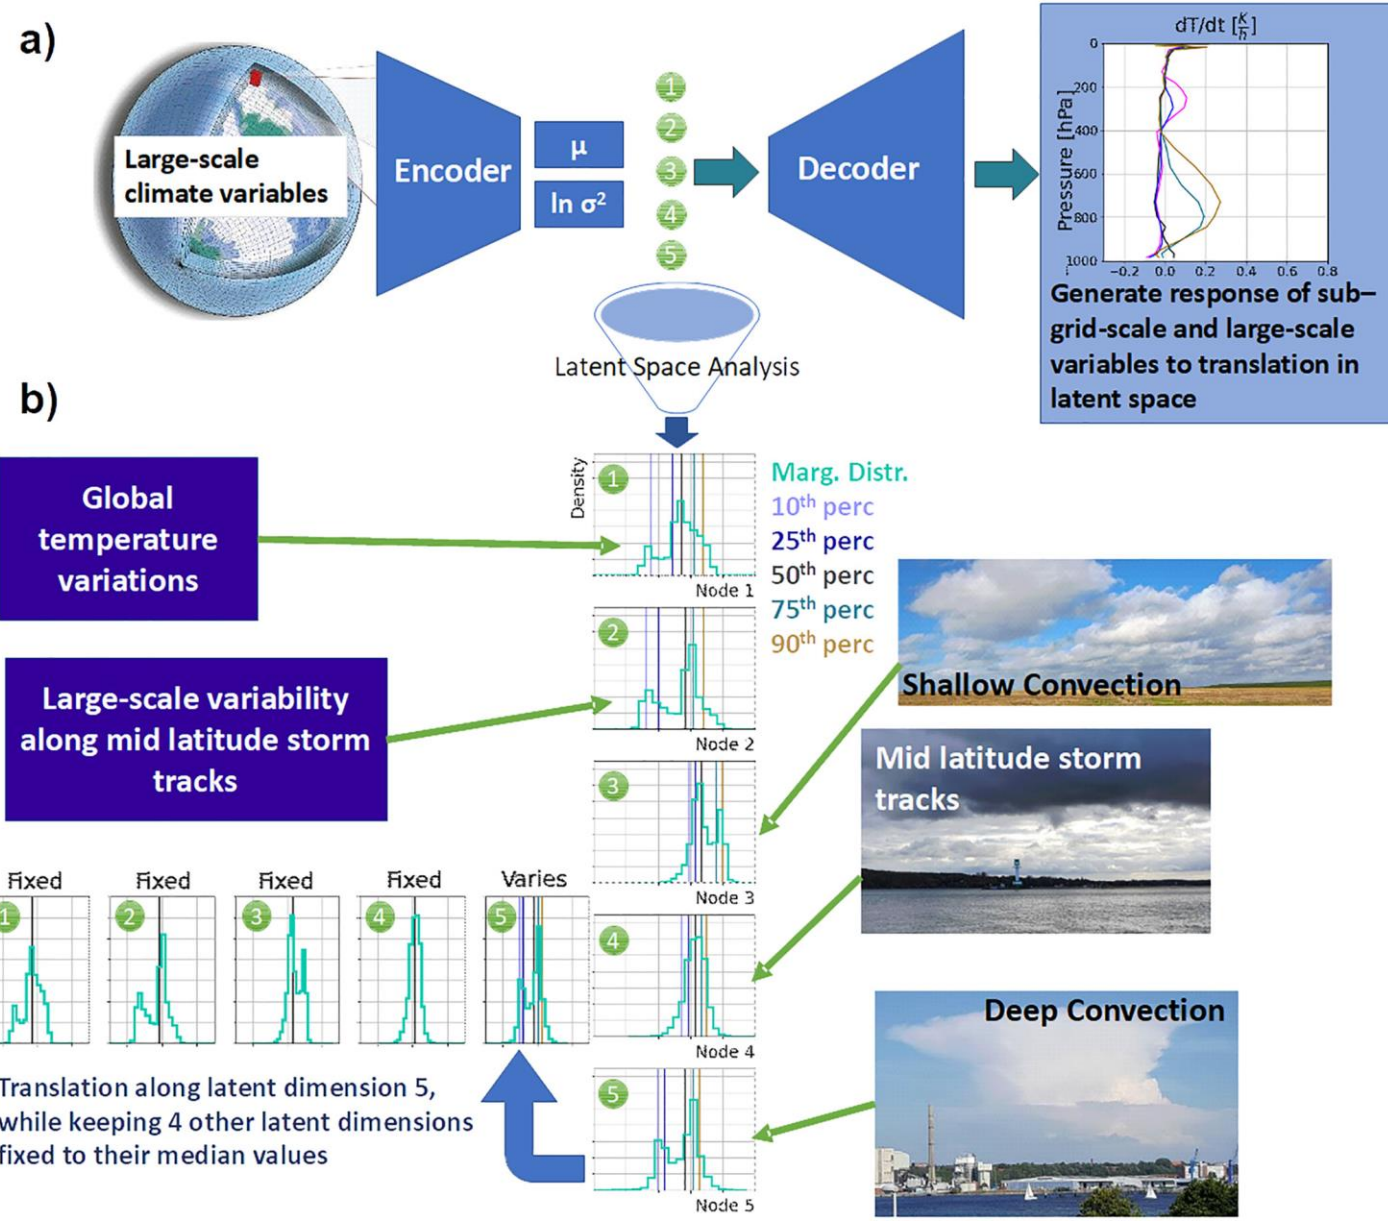 a)
Large-scale
climate variables
Encoder
μ
ln σ²
1
2
3
4
5
Decoder
dT/dt [K/h]
Pressure [hPa]
0
200
400
600
800
1000
−0.2 0.0 0.2 0.4 0.6 0.8
Generate response of sub–
grid-scale and large-scale
variables to translation in
latent space
Latent Space Analysis
b)
Global
temperature
variations
Large-scale variability
along mid latitude storm
tracks
Density
1
Node 1
2
Node 2
3
Node 3
4
Node 4
5
Node 5
Marg. Distr.
10th perc
25th perc
50th perc
75th perc
90th perc
Shallow Convection
Mid latitude storm
tracks
Deep Convection
Fixed
1
Fixed
2
Fixed
3
Fixed
4
Varies
5
Translation along latent dimension 5,
while keeping 4 other latent dimensions
fixed to their median values